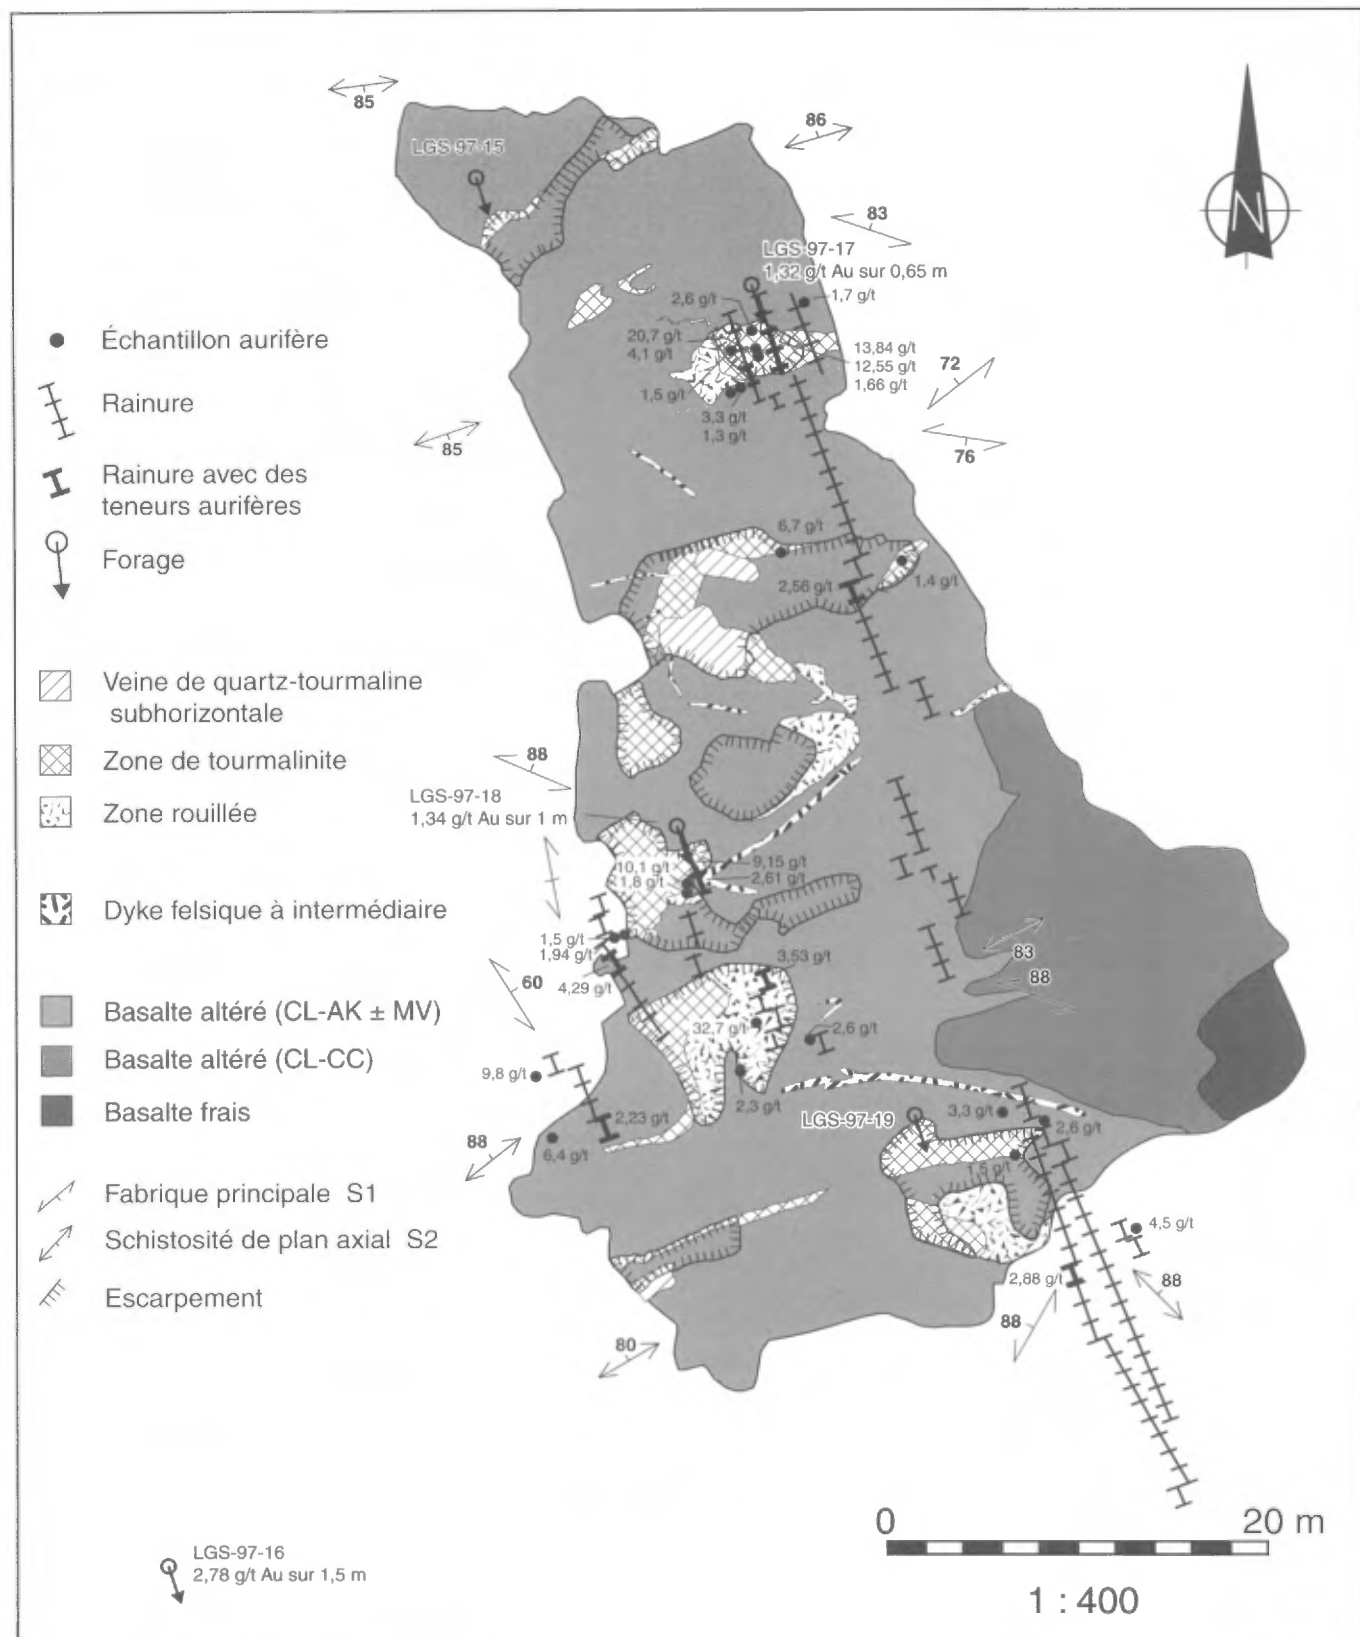 85
86
LGS-97-15
83
LGS-97-17
1,32 g/t Au sur 0,65 m
N
2,6 g/t
1,7 g/t
20,7 g/t
4,1 g/t
13,84 g/t
12,55 g/t
1,66 g/t
72
1,5 g/t
3,3 g/t
1,3 g/t
85
76
Échantillon aurifère
Rainure
Rainure avec des
teneurs aurifères
Forage
6,7 g/t
2,56 g/t
1,4 g/t
Veine de quartz-tourmaline
subhorizontale
Zone de tourmalinite
Zone rouillée
Dyke felsique à intermédiaire
Basalte altéré (CL-AK ± MV)
Basalte altéré (CL-CC)
Basalte frais
Fabrique principale S1
Schistosité de plan axial S2
Escarpement
88
LGS-97-18
1,34 g/t Au sur 1 m
10,1 g/t
1,8 g/t
9,15 g/t
2,61 g/t
1,5 g/t
1,94 g/t
4,29 g/t
3,53 g/t
83
88
60
32,7 g/t
2,6 g/t
9,8 g/t
2,3 g/t
2,23 g/t
LGS-97-19
3,3 g/t
2,6 g/t
88
6,4 g/t
1,5 g/t
4,5 g/t
2,88 g/t
88
88
80
0 20 m
1 : 400
LGS-97-16
2,78 g/t Au sur 1,5 m